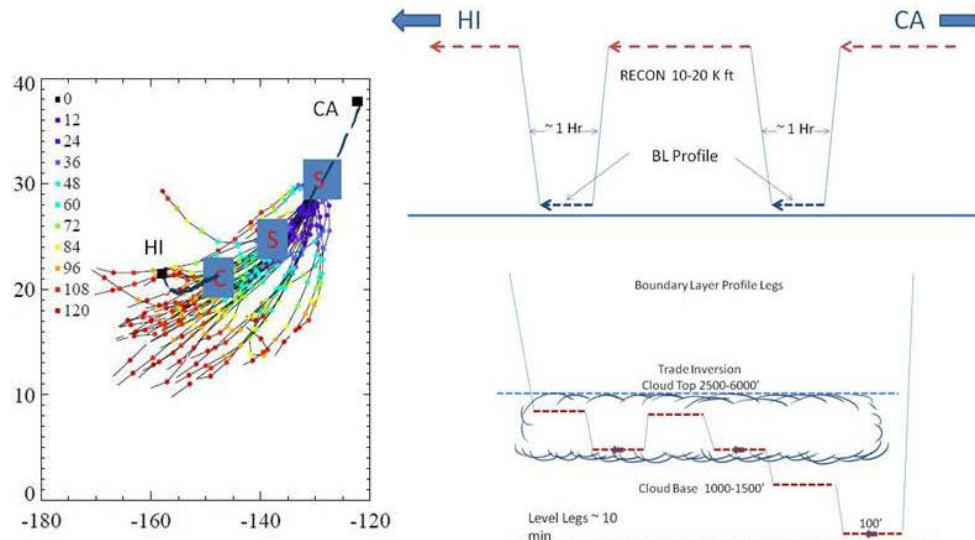 40
30
20
10
0
-180
-160
-140
-120
0
12
24
36
48
60
72
84
96
108
120
CA
S
S
C
HI
HI
CA
RECON 10-20 K ft
~ 1 Hr
~ 1 Hr
BL Profile
Boundary Layer Profile Legs
Trade Inversion
Cloud Top 2500-6000'
Cloud Base 1000-1500'
Level Legs ~ 10
min
100'